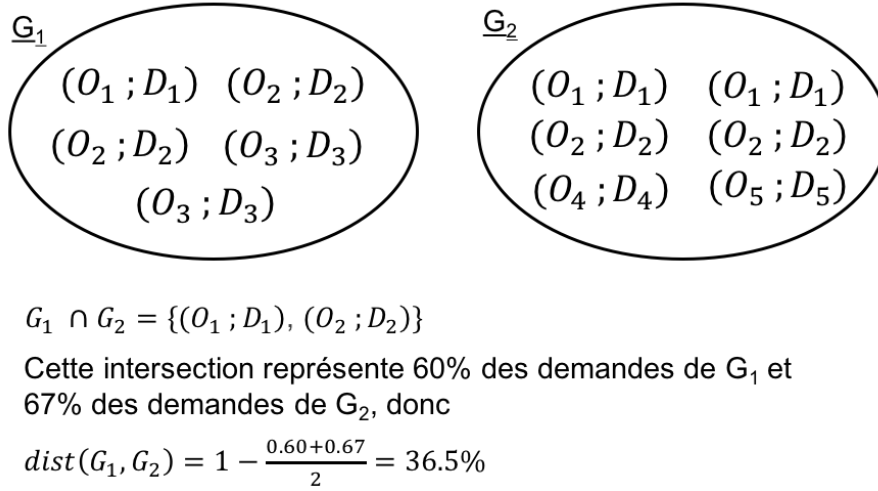 G₁
(O₁ ; D₁) (O₂ ; D₂)
(O₂ ; D₂) (O₃ ; D₃)
(O₃ ; D₃)
G₂
(O₁ ; D₁) (O₁ ; D₁)
(O₂ ; D₂) (O₂ ; D₂)
(O₄ ; D₄) (O₅ ; D₅)
G₁ ∩ G₂ = {(O₁ ; D₁), (O₂ ; D₂)}
Cette intersection représente 60% des demandes de G₁ et
67% des demandes de G₂, donc
dist(G₁, G₂) = 1 − (0.60+0.67)/2 = 36.5%